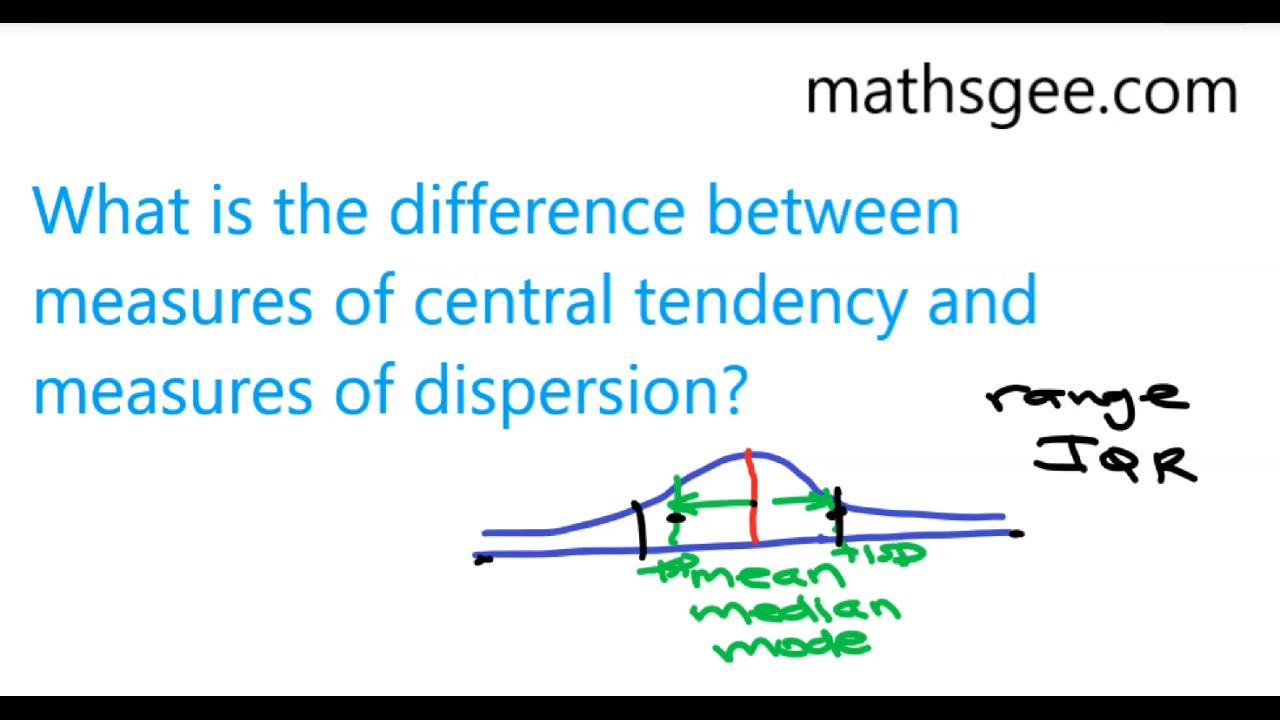 mathsgee.com
What is the difference between
measures of central tendency and
measures of dispersion?
range
IQR
+1SD
mean
median
mode